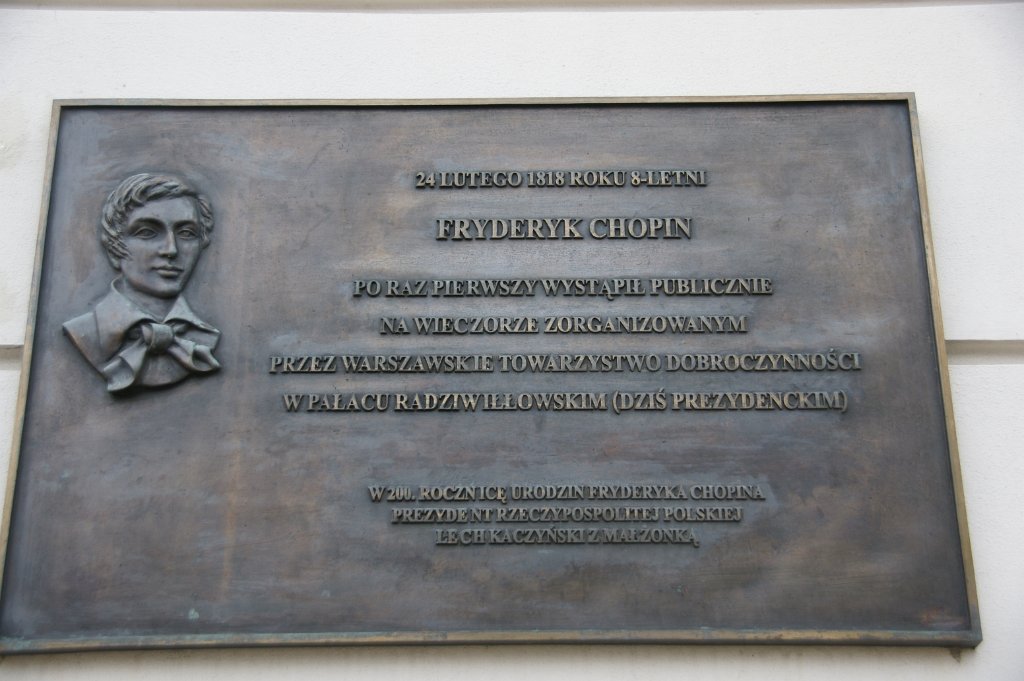 24 LUTEGO 1818 ROKU 8-LETNI
FRYDERYK CHOPIN
PO RAZ PIERWSZY WYSTĄPIŁ PUBLICZNIE
NA WIECZORZE ZORGANIZOWANYM
PRZEZ WARSZAWSKIE TOWARZYSTWO DOBROCZYNNOŚCI
W PAŁACU RADZIWIŁŁOWSKIM (DZIŚ PREZYDENCKIM)
W 200. ROCZNICĘ URODZIN FRYDERYKA CHOPINA
PREZYDENT RZECZYPOSPOLITEJ POLSKIEJ
LECH KACZYŃSKI Z MAŁŻONKĄ